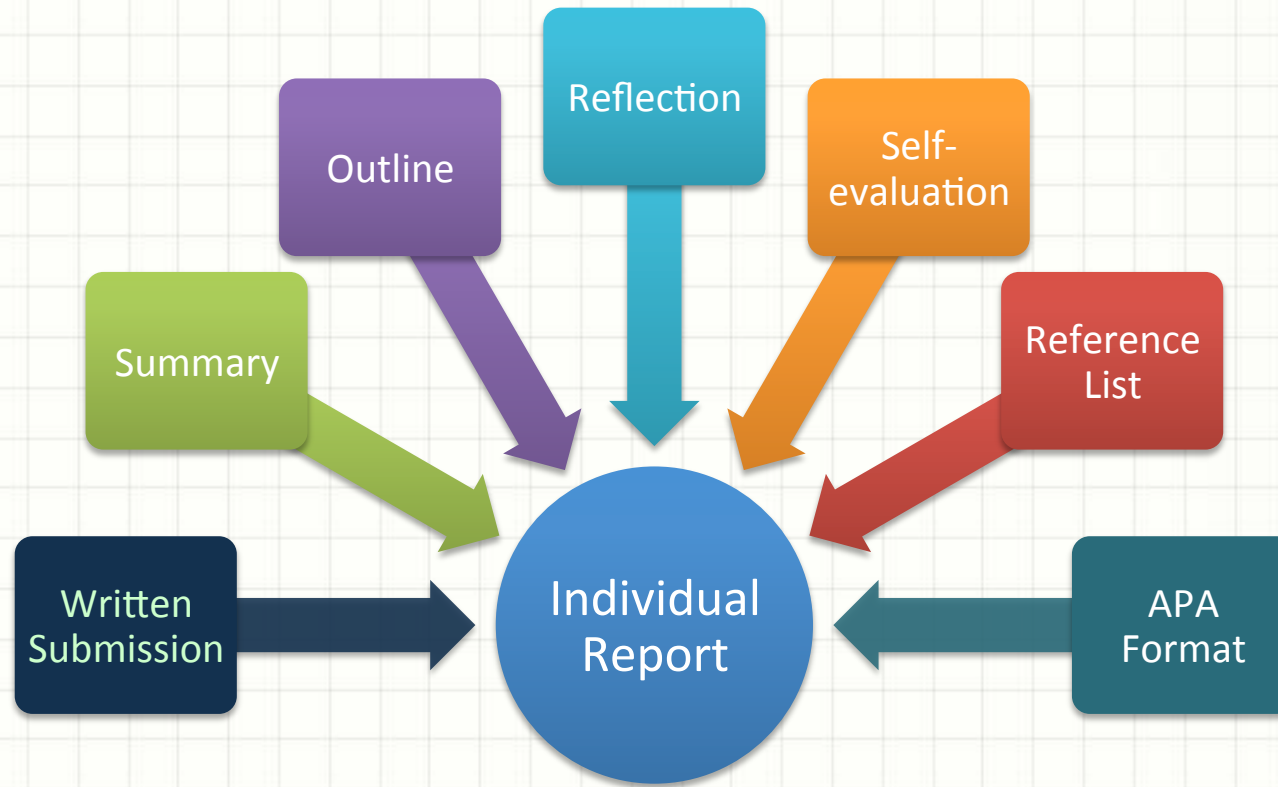 Reflection
Outline
Self-
evaluation
Summary
Reference
List
Written
Submission
Individual
Report
APA
Format